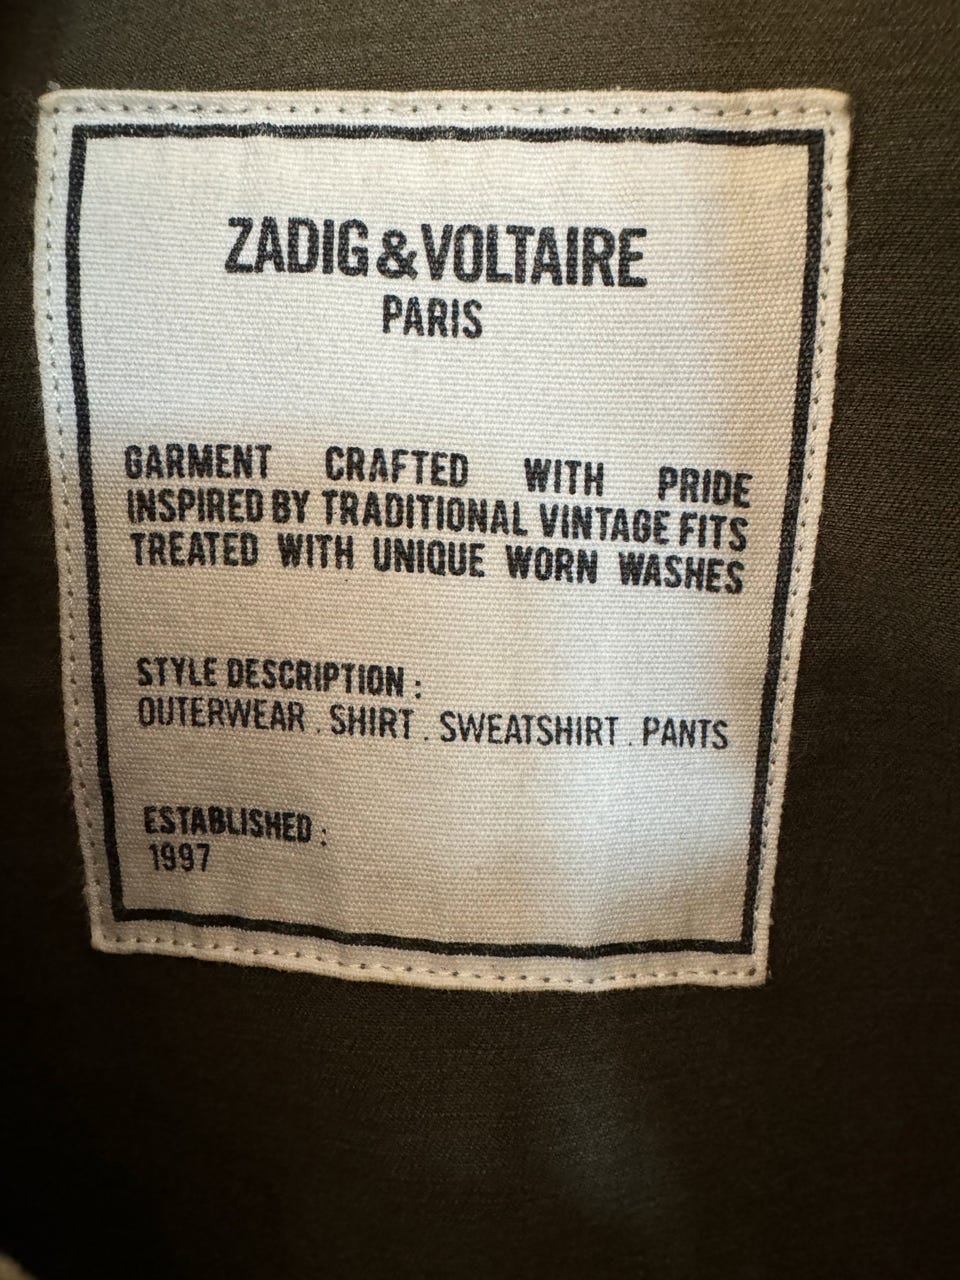 ZADIG&VOLTAIRE
PARIS
GARMENT CRAFTED WITH PRIDE
INSPIRED BY TRADITIONAL VINTAGE FITS
TREATED WITH UNIQUE WORN WASHES
STYLE DESCRIPTION :
OUTERWEAR . SHIRT . SWEATSHIRT . PANTS
ESTABLISHED :
1997